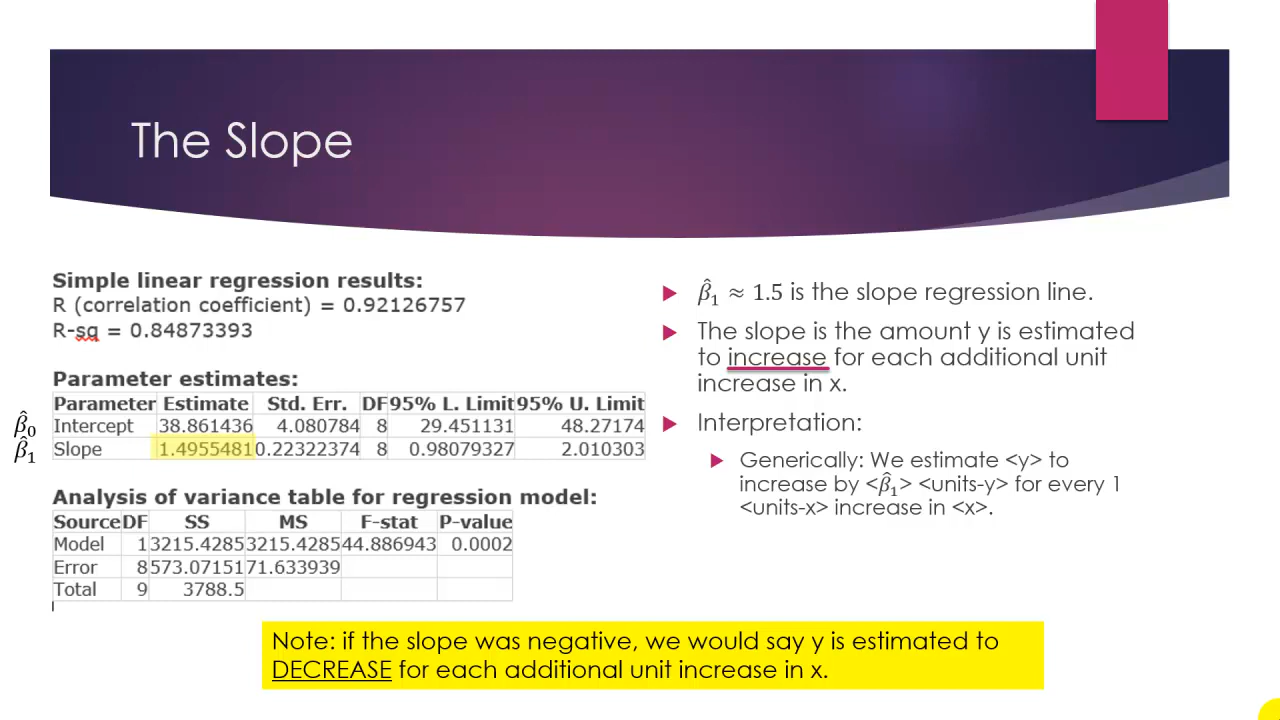 The Slope
Simple linear regression results:
R (correlation coefficient) = 0.92126757
R-sq = 0.84873393
Parameter estimates:
Parameter Estimate Std. Err. DF 95% L. Limit 95% U. Limit
β̂0 Intercept 38.861436 4.080784 8 29.451131 48.27174
β̂1 Slope 1.4955481 0.22322374 8 0.98079327 2.010303
Analysis of variance table for regression model:
Source DF SS MS F-stat P-value
Model 1 3215.4285 3215.4285 44.886943 0.0002
Error 8 573.07151 71.633939
Total 9 3788.5
β̂1 ≈ 1.5 is the slope regression line.
The slope is the amount y is estimated
to increase for each additional unit
increase in x.
Interpretation:
Generically: We estimate <y> to
increase by <β̂1> <units-y> for every 1
<units-x> increase in <x>.
Note: if the slope was negative, we would say y is estimated to
DECREASE for each additional unit increase in x.